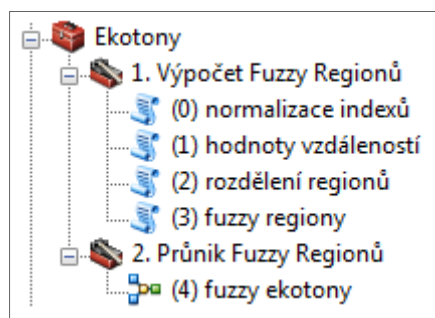 Ekotony
1. Výpočet Fuzzy Regionů
(0) normalizace indexů
(1) hodnoty vzdáleností
(2) rozdělení regionů
(3) fuzzy regiony
2. Průnik Fuzzy Regionů
(4) fuzzy ekotony